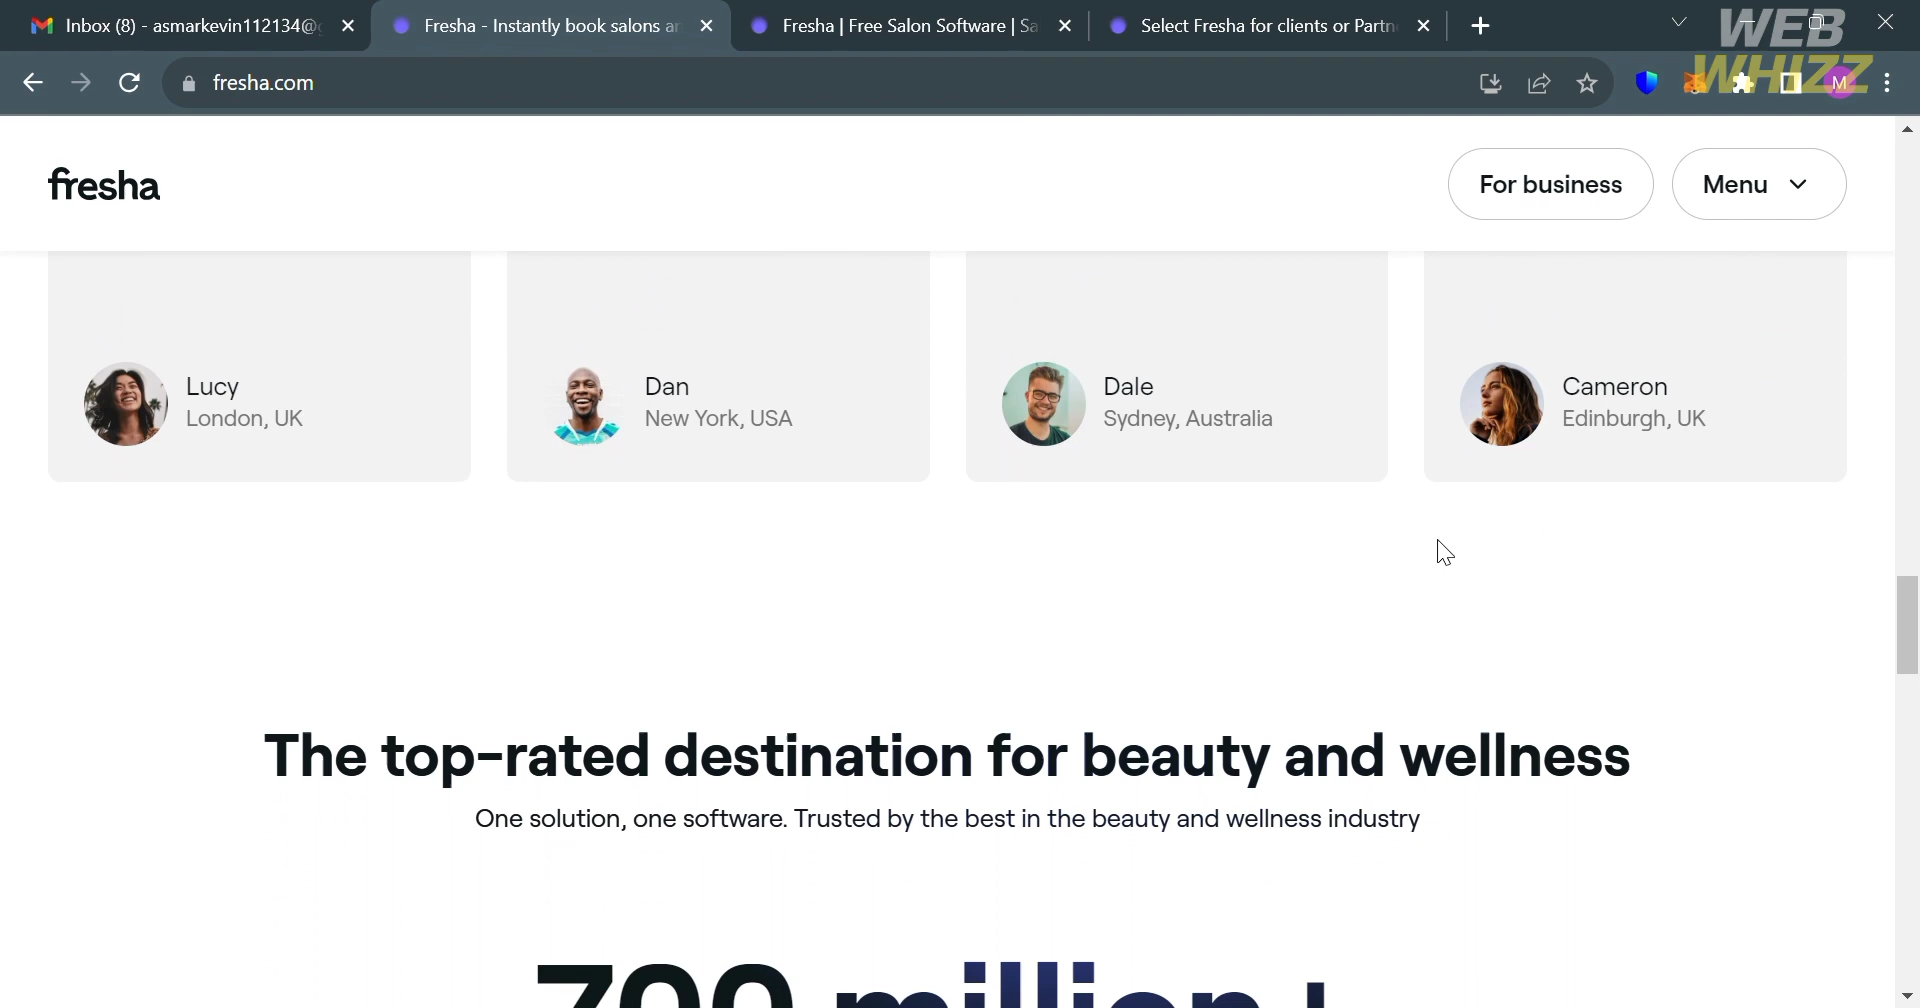 Inbox (8) - asmarkevin112134@
Fresha - Instantly book salons a
Fresha | Free Salon Software | Sa
Select Fresha for clients or Partn
WEB
WHIZZ
fresha.com
M
fresha
For business
Menu
Lucy
London, UK
Dan
New York, USA
Dale
Sydney, Australia
Cameron
Edinburgh, UK
The top-rated destination for beauty and wellness
One solution, one software. Trusted by the best in the beauty and wellness industry
700 million +